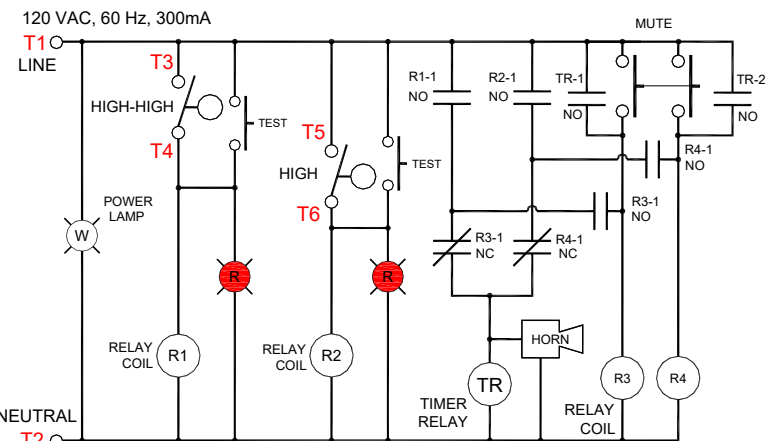 120 VAC, 60 Hz, 300mA
MUTE
T1
LINE
T3
HIGH-HIGH
T4
TEST
T5
HIGH
T6
TEST
R1-1
NO
R2-1
NO
TR-1
NO
TR-2
NO
R4-1
NO
R3-1
NO
POWER
LAMP
W
R
R
R3-1
NC
R4-1
NC
RELAY
COIL
R1
RELAY
COIL
R2
HORN
TR
TIMER
RELAY
R3
R4
RELAY
COIL
NEUTRAL
T2